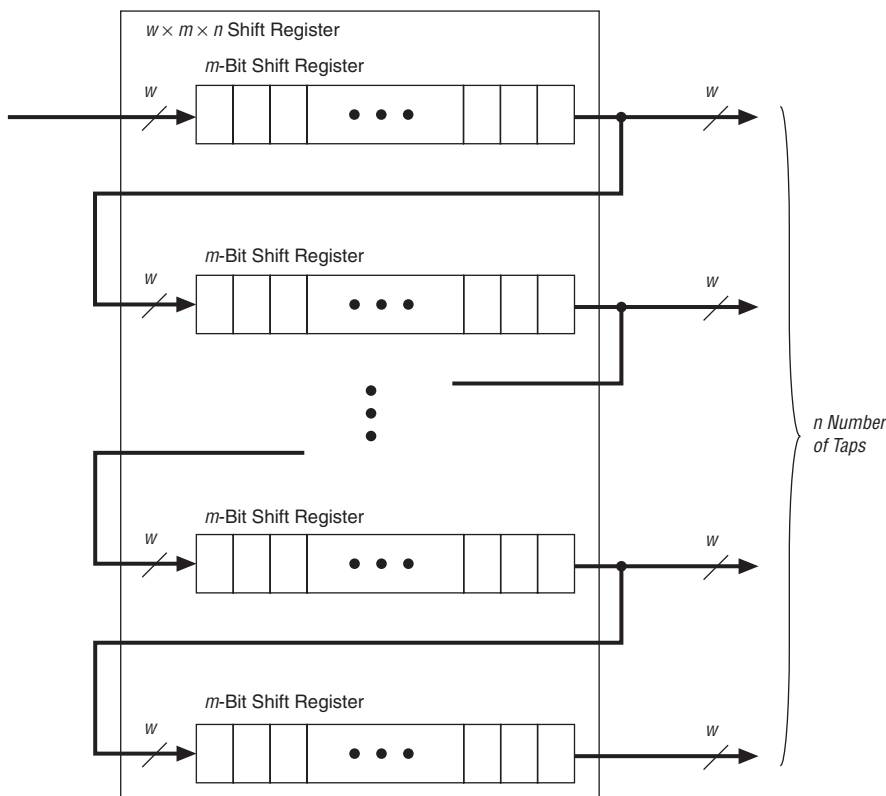 w × m × n Shift Register
m-Bit Shift Register
w
w
m-Bit Shift Register
w
w
n Number
of Taps
m-Bit Shift Register
w
w
m-Bit Shift Register
w
w